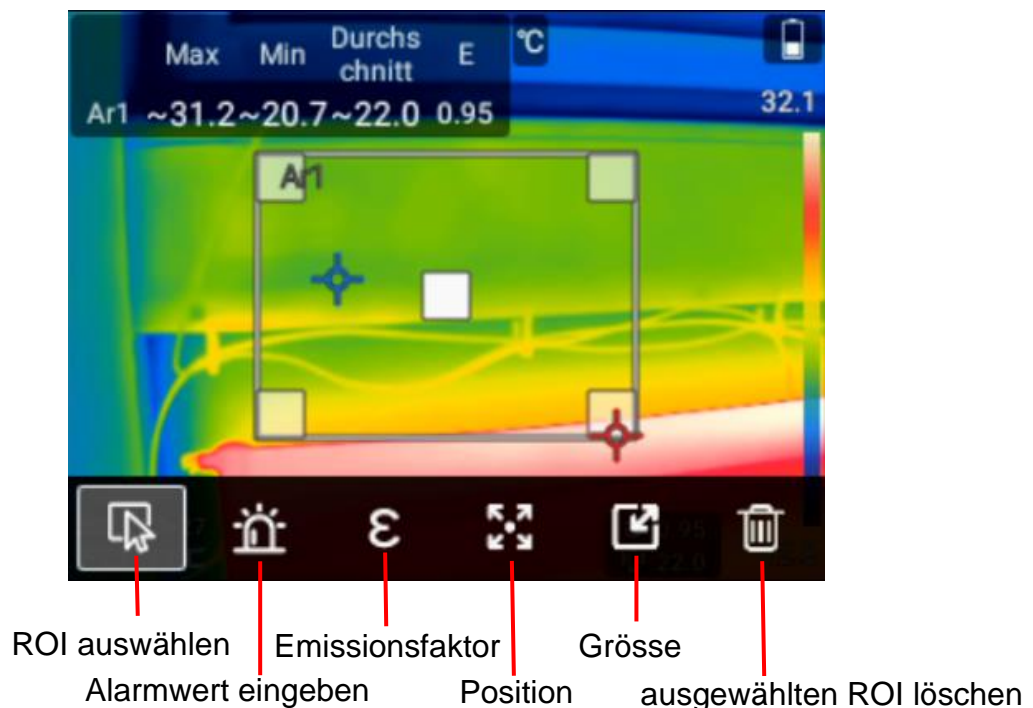 Max Min Durchs
chnitt E °C
Ar1 ~31.2 ~20.7 ~22.0 0.95
32.1
Ar1
ε
ROI auswählen
Emissionsfaktor
Grösse
Alarmwert eingeben
Position
ausgewählten ROI löschen